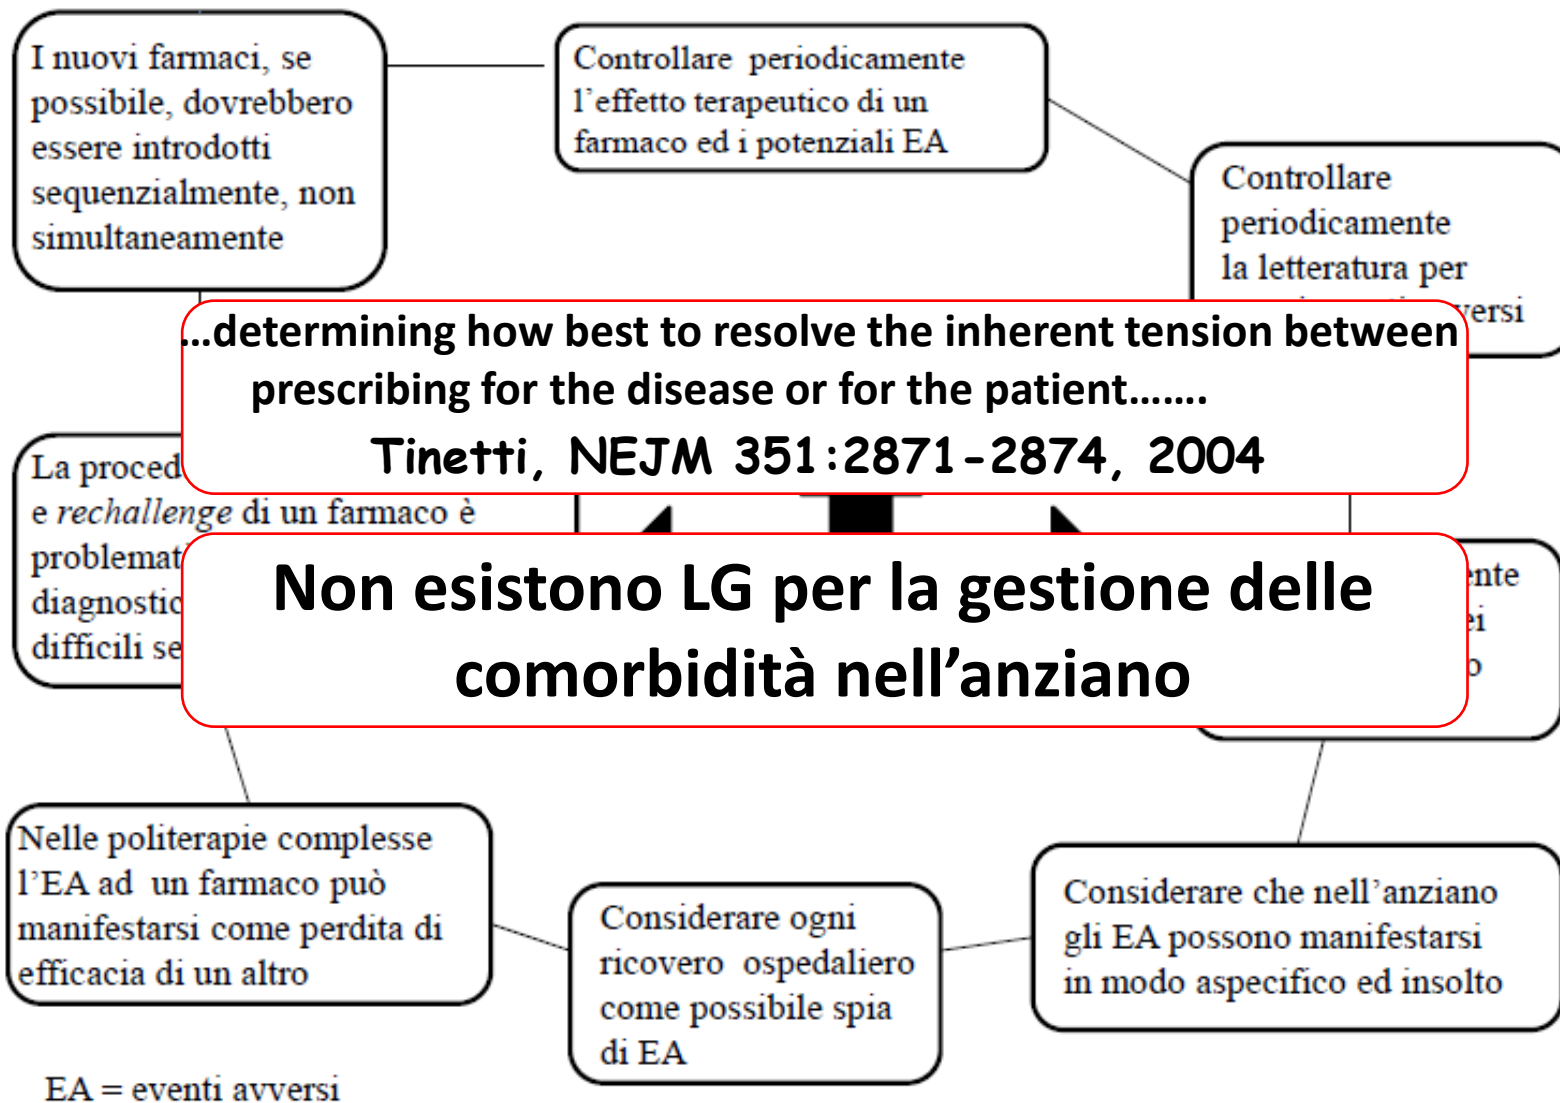 I nuovi farmaci, se
possibile, dovrebbero
essere introdotti
sequenzialmente, non
simultaneamente
Controllare periodicamente
l'effetto terapeutico di un
farmaco ed i potenziali EA
Controllare
periodicamente
la letteratura per
versi
...determining how best to resolve the inherent tension between
prescribing for the disease or for the patient.......
Tinetti, NEJM 351:2871-2874, 2004
La proced
e rechallenge di un farmaco è
problemat
diagnostic
difficili se
Non esistono LG per la gestione delle
comorbidità nell'anziano
ente
ei
o
Nelle politerapie complesse
l'EA ad un farmaco può
manifestarsi come perdita di
efficacia di un altro
Considerare ogni
ricovero ospedaliero
come possibile spia
di EA
Considerare che nell'anziano
gli EA possono manifestarsi
in modo aspecifico ed insolto
EA = eventi avversi